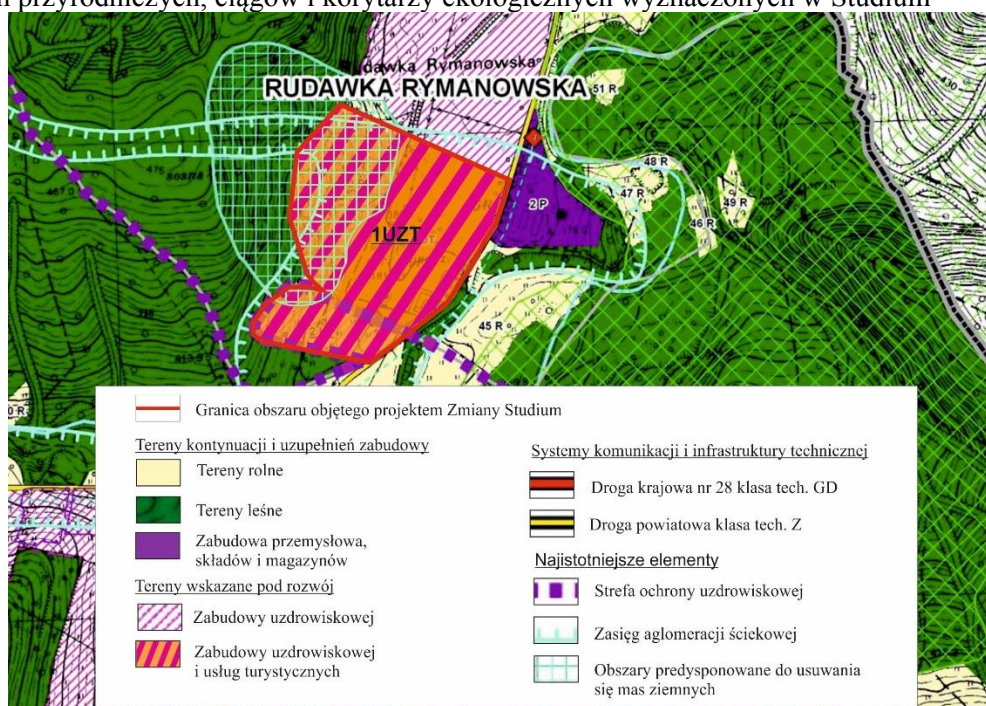 przyrodniczych, ciągów i korytarzy ekologicznych wyznaczonych w Studium
Rudawka Rymanowska
RUDAWKA RYMANOWSKA
51 R
48 R
47 R
49 R
46 R
2 P
1UZT
45 R
Granica obszaru objętego projektem Zmiany Studium
Tereny kontynuacji i uzupełnień zabudowy
Tereny rolne
Tereny leśne
Zabudowa przemysłowa,
składów i magazynów
Tereny wskazane pod rozwój
Zabudowy uzdrowiskowej
Zabudowy uzdrowiskowej
i usług turystycznych
Systemy komunikacji i infrastruktury technicznej
Droga krajowa nr 28 klasa tech. GD
Droga powiatowa klasa tech. Z
Najistotniejsze elementy
Strefa ochrony uzdrowiskowej
Zasięg aglomeracji ściekowej
Obszary predysponowane do usuwania
się mas ziemnych